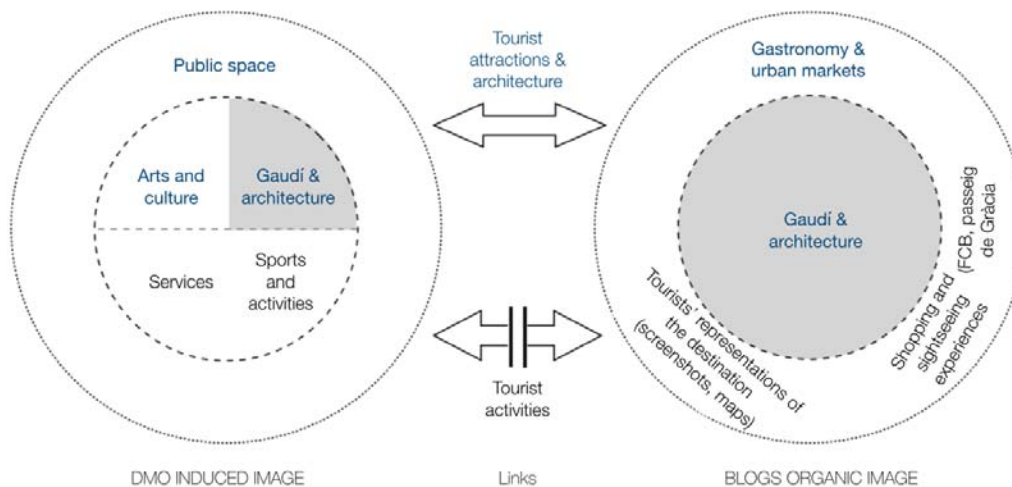 Public space
Arts and
culture
Gaudí &
architecture
Services
Sports
and
activities
DMO INDUCED IMAGE
Tourist
attractions &
architecture
Tourist
activities
Links
Gastronomy &
urban markets
Gaudí &
architecture
Tourists' representations of
the destination
(screenshots, maps)
Shopping and
sightseeing
experiences
(FCB, passeig
de Gràcia
BLOGS ORGANIC IMAGE